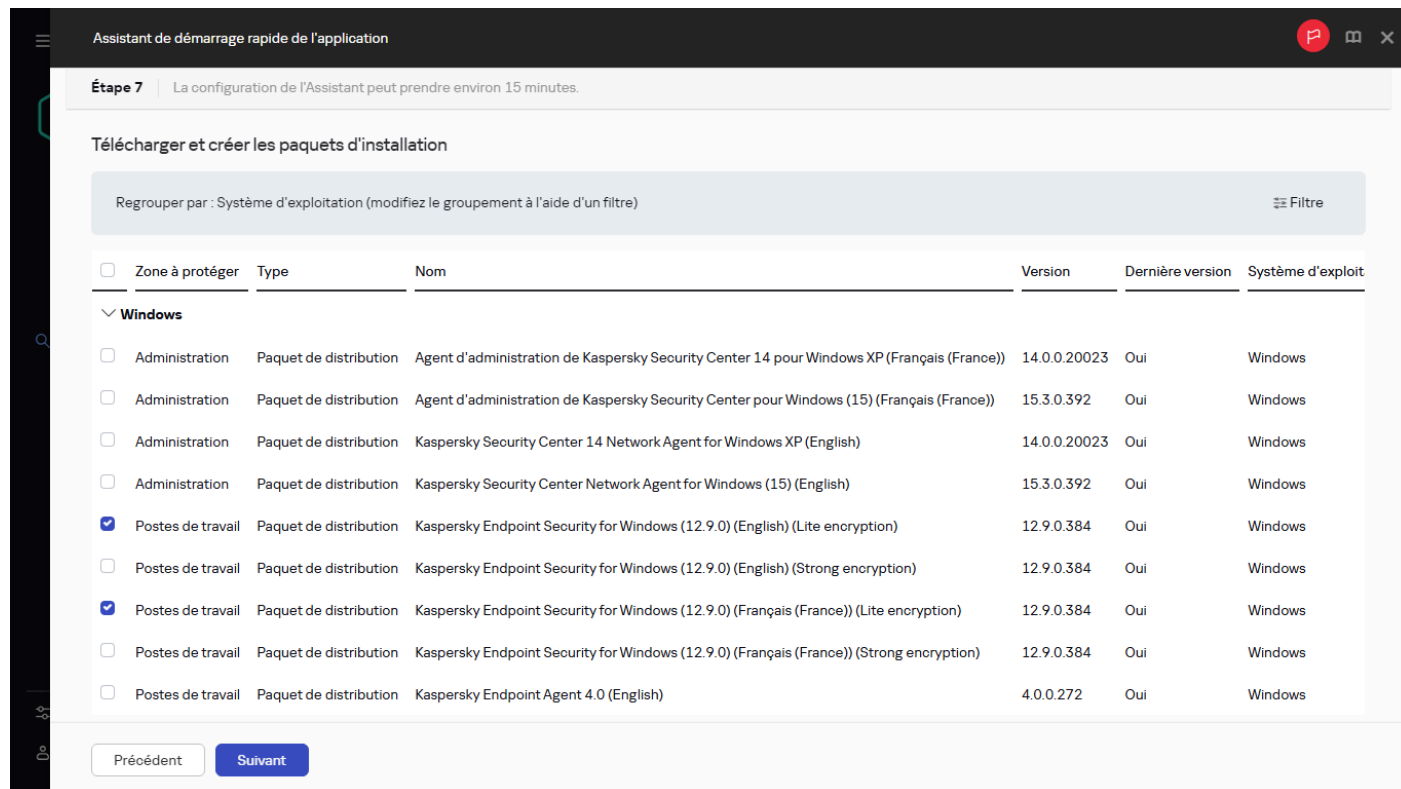 Assistant de démarrage rapide de l'application
Étape 7 La configuration de l'Assistant peut prendre environ 15 minutes.
Télécharger et créer les paquets d'installation
Regrouper par : Système d'exploitation (modifiez le groupement à l'aide d'un filtre) Filtre
Zone à protéger Type Nom Version Dernière version Système d'exploit
Windows
Administration Paquet de distribution Agent d'administration de Kaspersky Security Center 14 pour Windows XP (Français (France)) 14.0.0.20023 Oui Windows
Administration Paquet de distribution Agent d'administration de Kaspersky Security Center pour Windows (15) (Français (France)) 15.3.0.392 Oui Windows
Administration Paquet de distribution Kaspersky Security Center 14 Network Agent for Windows XP (English) 14.0.0.20023 Oui Windows
Administration Paquet de distribution Kaspersky Security Center Network Agent for Windows (15) (English) 15.3.0.392 Oui Windows
Postes de travail Paquet de distribution Kaspersky Endpoint Security for Windows (12.9.0) (English) (Lite encryption) 12.9.0.384 Oui Windows
Postes de travail Paquet de distribution Kaspersky Endpoint Security for Windows (12.9.0) (English) (Strong encryption) 12.9.0.384 Oui Windows
Postes de travail Paquet de distribution Kaspersky Endpoint Security for Windows (12.9.0) (Français (France)) (Lite encryption) 12.9.0.384 Oui Windows
Postes de travail Paquet de distribution Kaspersky Endpoint Security for Windows (12.9.0) (Français (France)) (Strong encryption) 12.9.0.384 Oui Windows
Postes de travail Paquet de distribution Kaspersky Endpoint Agent 4.0 (English) 4.0.0.272 Oui Windows
Précédent Suivant